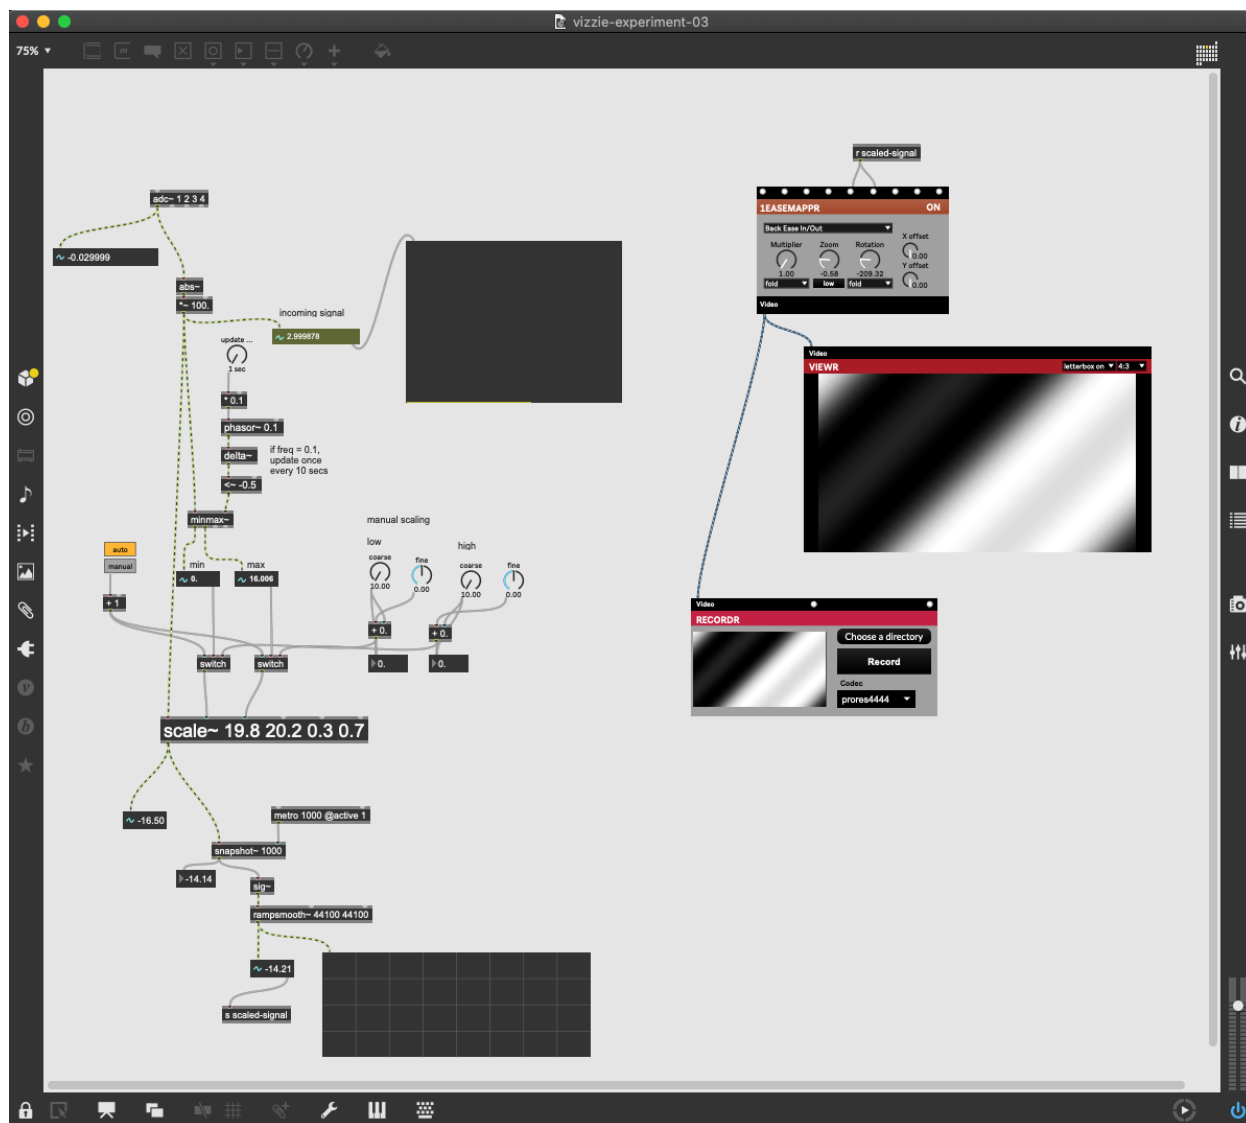 vizzie-experiment-03
75%
r scaled-signal
adc~ 1 2 3 4
1EASEMAPPR
ON
Back Ease In/Out
Multiplier
Zoom
Rotation
X offset
0.00
Y offset
0.00
1.00
-0.58
-209.32
fold
low
fold
Video
-0.029999
abs~
*~ 100.
incoming signal
2.999878
update ...
1 sec
* 0.1
phasor~ 0.1
delta~
if freq = 0.1,
update once
every 10 secs
<~ -0.5
minmax~
Video
VIEWR
letterbox on
4:3
manual scaling
low
high
coarse
fine
coarse
fine
10.00
0.00
10.00
0.00
auto
manual
min
max
0.
16.006
+ 1
+ 0.
+ 0.
switch
switch
0.
0.
Video
RECORDR
Choose a directory
Record
Codec
prores4444
scale~ 19.8 20.2 0.3 0.7
-16.50
metro 1000 @active 1
snapshot~ 1000
-14.14
sig~
rampsmooth~ 44100 44100
-14.21
s scaled-signal